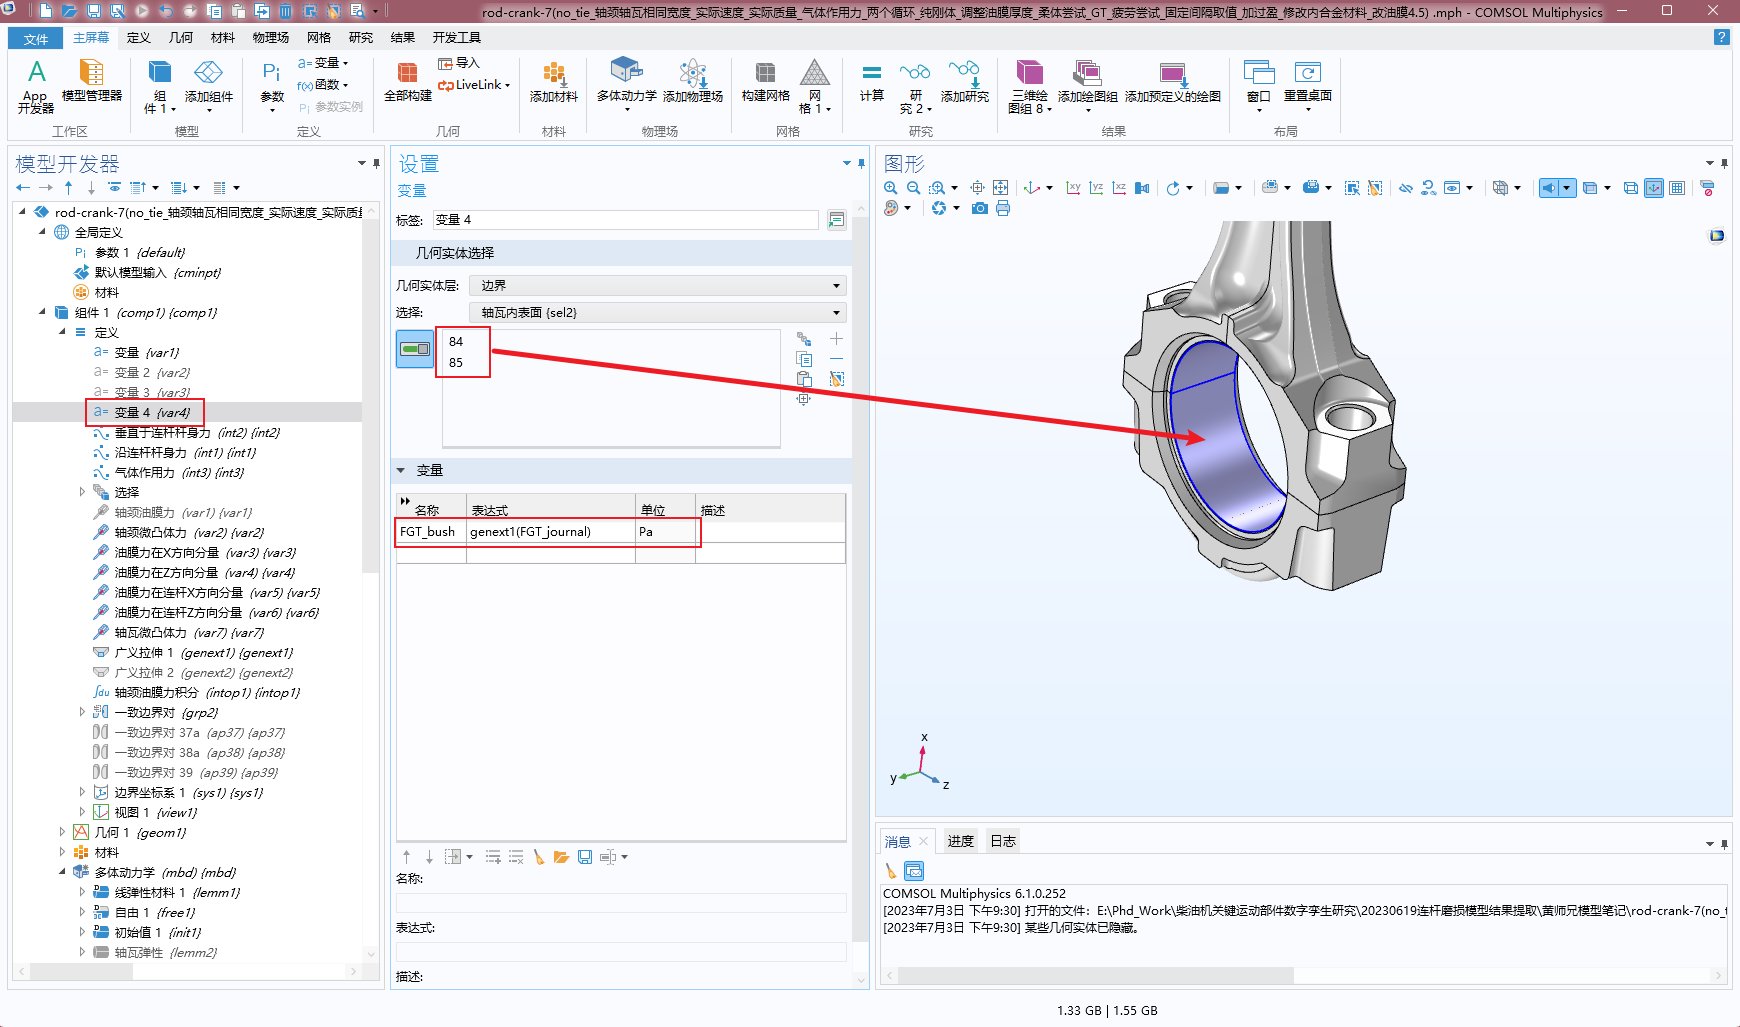 rod-crank-7(no_tie_轴颈轴瓦相同宽度_实际速度_实际质量_气体作用力_两个循环_纯刚体_调整油膜厚度_柔体尝试_GT_疲劳尝试_固定间隔取值_加过盈_修改内合金材料_改油膜4.5) .mph - COMSOL Multiphysics
文件 主屏幕 定义 几何 材料 物理场 网格 研究 结果 开发工具
App 开发器
模型管理器
工作区
组件 1
添加组件
模型
Pi
参数
a= 变量
f(x) 函数
Pi 参数实例
定义
全部构建
导入
LiveLink
几何
添加材料
材料
多体动力学
添加物理场
物理场
构建网格
网格 1
网格
计算
研究 2
添加研究
研究
三维绘图组 8
添加绘图组
添加预定义的绘图
结果
窗口
重置桌面
布局
模型开发器
rod-crank-7(no_tie_轴颈轴瓦相同宽度_实际速度_实际质
全局定义
Pi 参数 1 (default)
默认模型输入 (cminpt)
材料
组件 1 (comp1) {comp1}
定义
a= 变量 {var1}
a= 变量 2 {var2}
a= 变量 3 {var3}
a= 变量 4 {var4}
垂直于连杆杆身力 (int2) {int2}
沿连杆杆身力 (int1) {int1}
气体作用力 (int3) {int3}
选择
轴颈油膜力 (var1) {var1}
轴颈微凸体力 (var2) {var2}
油膜力在X方向分量 (var3) {var3}
油膜力在Z方向分量 (var4) {var4}
油膜力在连杆X方向分量 (var5) {var5}
油膜力在连杆Z方向分量 (var6) {var6}
轴瓦微凸体力 (var7) {var7}
广义拉伸 1 (genext1) {genext1}
广义拉伸 2 (genext2) {genext2}
∫du 轴颈油膜力积分 (intop1) {intop1}
一致边界对 {grp2}
一致边界对 37a (ap37) {ap37}
一致边界对 38a (ap38) {ap38}
一致边界对 39 (ap39) {ap39}
边界坐标系 1 (sys1) {sys1}
视图 1 {view1}
几何 1 {geom1}
材料
多体动力学 (mbd) {mbd}
线弹性材料 1 {lemm1}
自由 1 {free1}
初始值 1 {init1}
轴瓦弹性 {lemm2}
设置
变量
标签: 变量 4
几何实体选择
几何实体层: 边界
选择: 轴瓦内表面 {sel2}
84
85
变量
名称 表达式 单位 描述
FGT_bush genext1(FGT_journal) Pa
名称:
表达式:
描述:
图形
xy yz xz
x
y
z
消息 进度 日志
COMSOL Multiphysics 6.1.0.252
[2023年7月3日 下午9:30] 打开的文件: E:\Phd_Work\柴油机关键运动部件数字孪生研究\20230619连杆磨损模型结果提取\黄师兄模型笔记\rod-crank-7(no_t
[2023年7月3日 下午9:30] 某些几何实体已隐藏。
1.33 GB | 1.55 GB